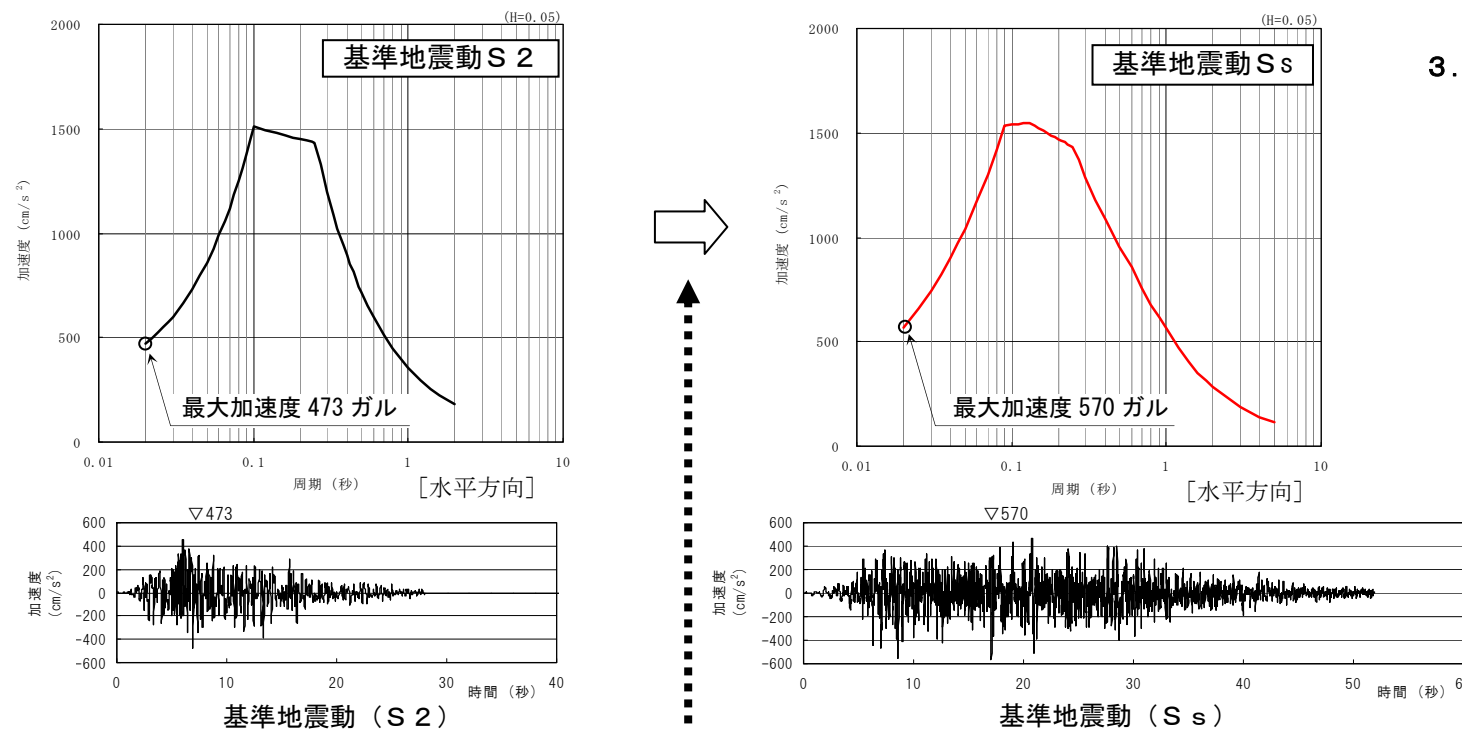 (H=0.05)
基準地震動Ｓ２
2000
1500
1000
500
0
加速度 (cm/s²)
最大加速度 473 ガル
0.01
0.1
1
10
周期 (秒)
[水平方向]
▽473
600
400
200
0
-200
-400
-600
加速度
(cm/s²)
0
10
20
30
40
時間 (秒)
基準地震動（Ｓ２）
(H=0.05)
基準地震動Ｓs
2000
1500
1000
500
0
加速度 (cm/s²)
最大加速度 570 ガル
0.01
0.1
1
10
周期 (秒)
[水平方向]
▽570
600
400
200
0
-200
-400
-600
加速度
(cm/s²)
0
10
20
30
40
50
時間 (秒)
6
基準地震動（Ｓｓ）
３.